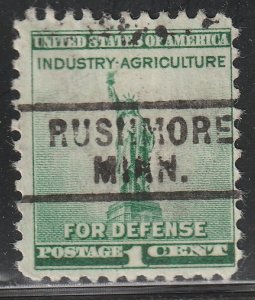 UNITED STATES OF AMERICA
INDUSTRY-AGRICULTURE
RUSHMORE
MINN.
FOR DEFENSE
POSTAGE 1 CENT